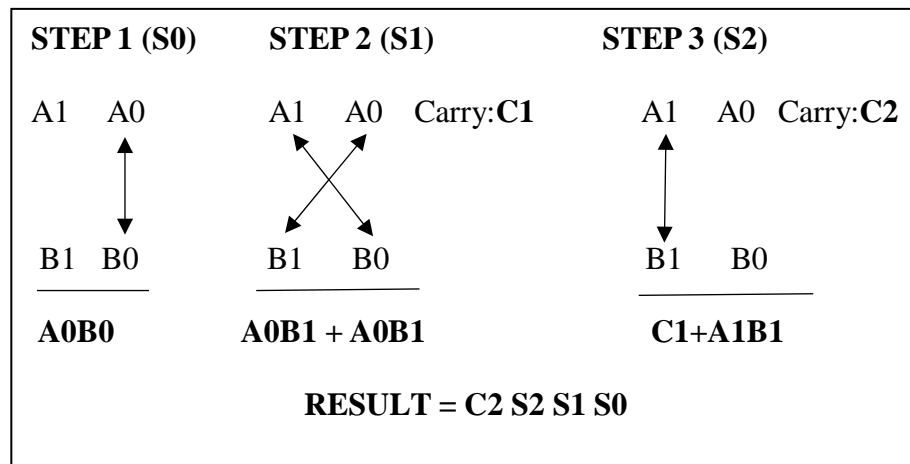 STEP 1 (S0) STEP 2 (S1) STEP 3 (S2)
A1 A0 A1 A0 Carry:C1 A1 A0 Carry:C2
B1 B0 B1 B0 B1 B0
A0B0 A0B1 + A0B1 C1+A1B1
RESULT = C2 S2 S1 S0